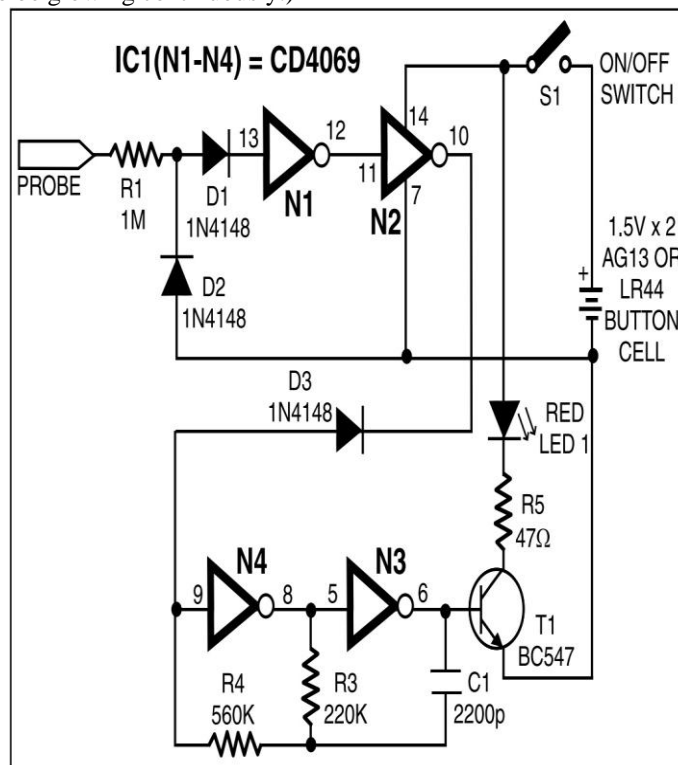 IC1(N1-N4) = CD4069
ON/OFF
SWITCH
S1
PROBE
R1
1M
D1
1N4148
13
12
N1
11
14
10
7
N2
D2
1N4148
1.5V x 2
AG13 OR
LR44
BUTTON
CELL
+
D3
1N4148
RED
LED 1
R5
47Ω
N4
9
8
N3
5
6
T1
BC547
R4
560K
R3
220K
C1
2200p